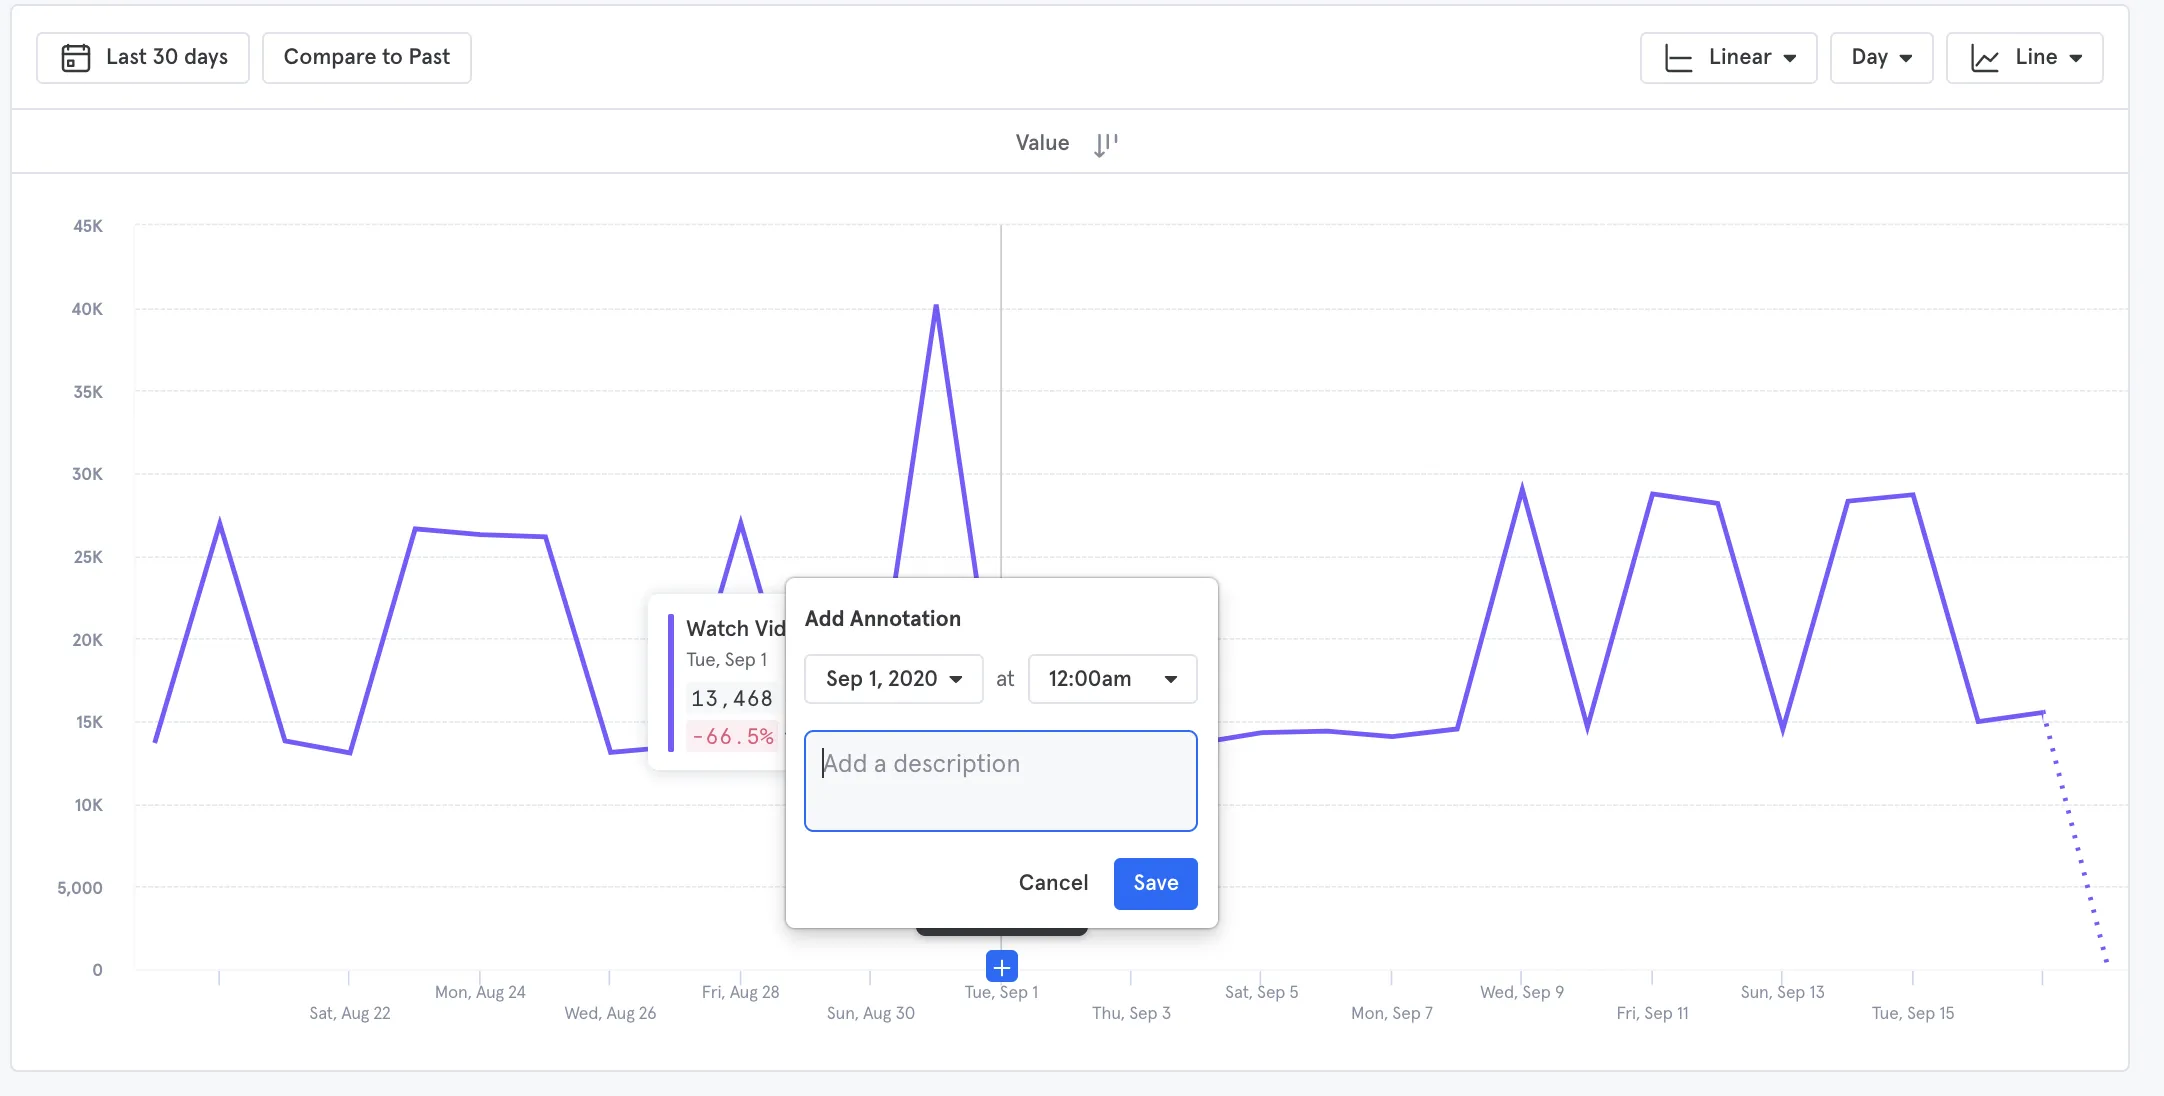 Last 30 days
Compare to Past
Linear
Day
Line
Value
45K
40K
35K
30K
25K
20K
15K
10K
5,000
0
Watch Vid
Tue, Sep 1
13,468
-66.5%
Add Annotation
Sep 1, 2020 at 12:00am
Add a description
Cancel
Save
Mon, Aug 24
Fri, Aug 28
Tue, Sep 1
Sat, Sep 5
Wed, Sep 9
Sun, Sep 13
Sat, Aug 22
Wed, Aug 26
Sun, Aug 30
Thu, Sep 3
Mon, Sep 7
Fri, Sep 11
Tue, Sep 15